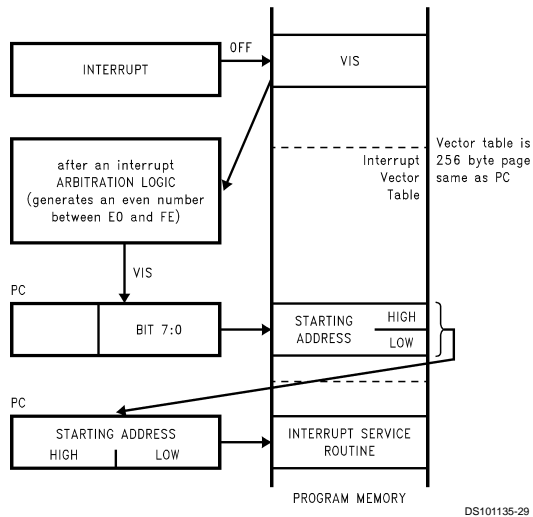 OFF
INTERRUPT
VIS
after an interrupt
ARBITRATION LOGIC
(generates an even number
between E0 and FE)
Interrupt
Vector
Table
Vector table is
256 byte page
same as PC
VIS
PC
BIT 7:0
STARTING
ADDRESS
HIGH
LOW
PC
STARTING ADDRESS
HIGH
LOW
INTERRUPT SERVICE
ROUTINE
PROGRAM MEMORY
DS101135-29